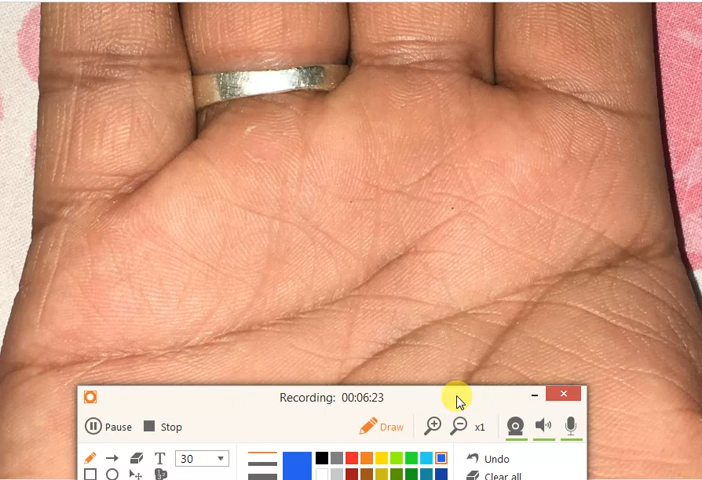 Recording: 00:06:23
Pause Stop Draw x1
T 30 Undo
Clear all